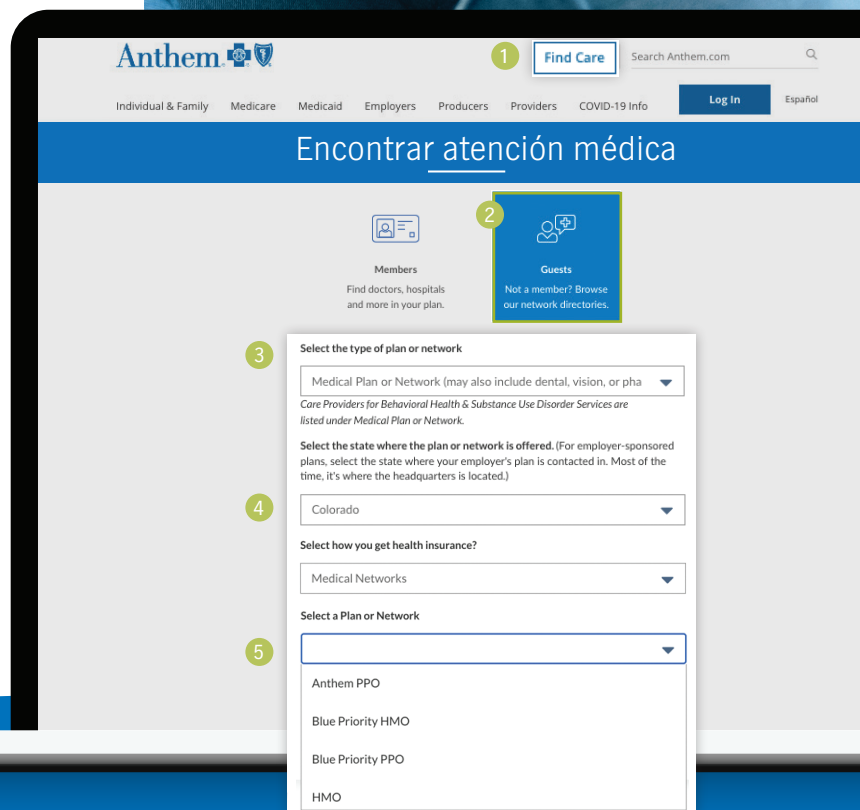 Anthem
1
Find Care
Search Anthem.com
Individual & Family Medicare Medicaid Employers Producers Providers COVID-19 Info Log In Español
Encontrar atención médica
2
Members
Find doctors, hospitals
and more in your plan.
Guests
Not a member? Browse
our network directories.
3
Select the type of plan or network
Medical Plan or Network (may also include dental, vision, or pha
Care Providers for Behavioral Health & Substance Use Disorder Services are
listed under Medical Plan or Network.
Select the state where the plan or network is offered. (For employer-sponsored
plans, select the state where your employer's plan is contacted in. Most of the
time, it's where the headquarters is located.)
4
Colorado
Select how you get health insurance?
Medical Networks
Select a Plan or Network
5
Anthem PPO
Blue Priority HMO
Blue Priority PPO
HMO